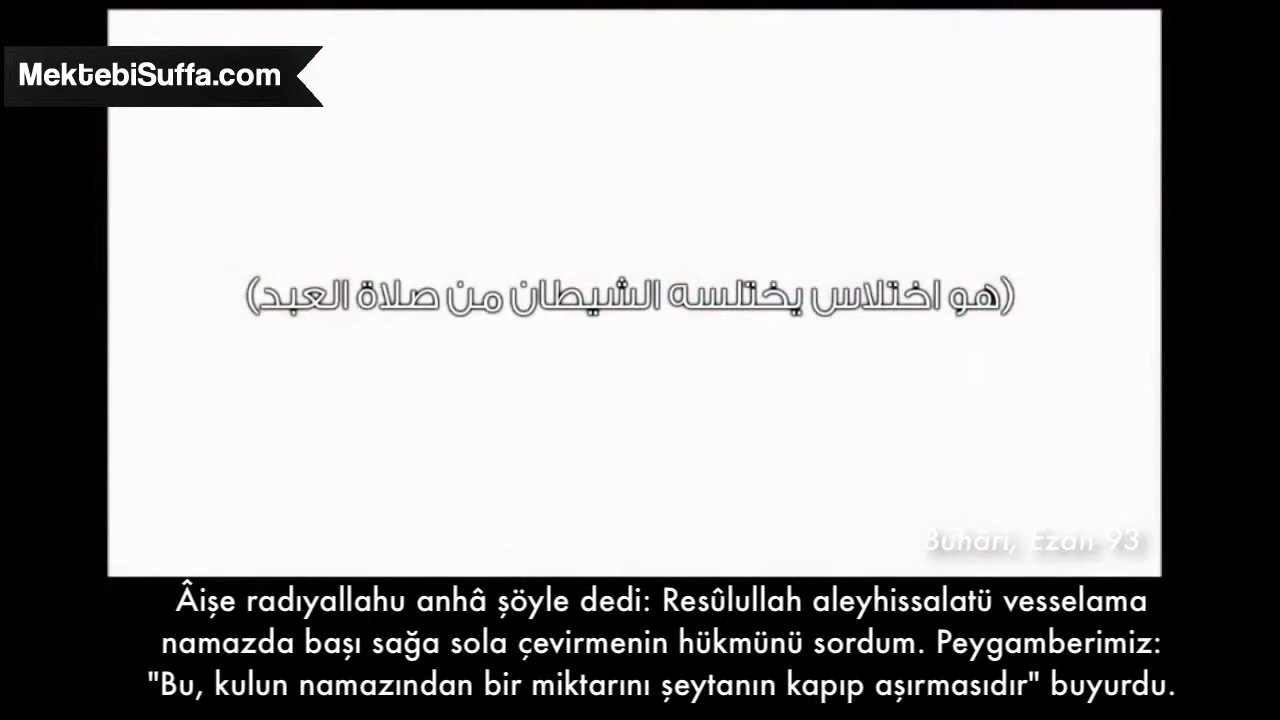 MektebiSuffa.com
(هو اختلاس يختلسه الشيطان من صلاة العبد)
Buhari, Ezan 93
Âişe radıyallahu anhâ şöyle dedi: Resûlullah aleyhissalatü vesselama
namazda başı sağa sola çevirmenin hükmünü sordum. Peygamberimiz:
"Bu, kulun namazından bir miktarını şeytanın kapıp aşırmasıdır" buyurdu.